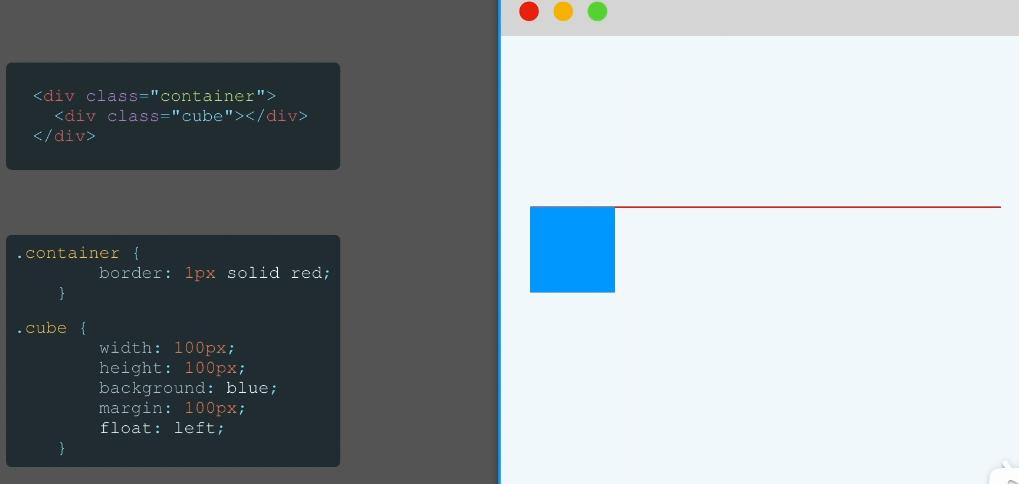 <div class="container">
<div class="cube"></div>
</div>
.container {
border: 1px solid red;
}
.cube {
width: 100px;
height: 100px;
background: blue;
margin: 100px;
float: left;
}